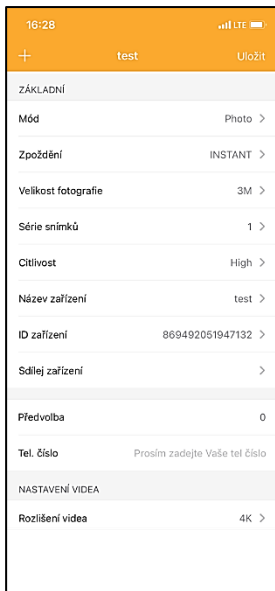 16:28 LTE
+ test Uložit
ZÁKLADNÍ
Mód Photo >
Zpoždění INSTANT >
Velikost fotografie 3M >
Série snímků 1 >
Citlivost High >
Název zařízení test >
ID zařízení 869492051947132 >
Sdílej zařízení >
Předvolba 0
Tel. číslo Prosím zadejte Vaše tel číslo
NASTAVENÍ VIDEA
Rozlišení videa 4K >